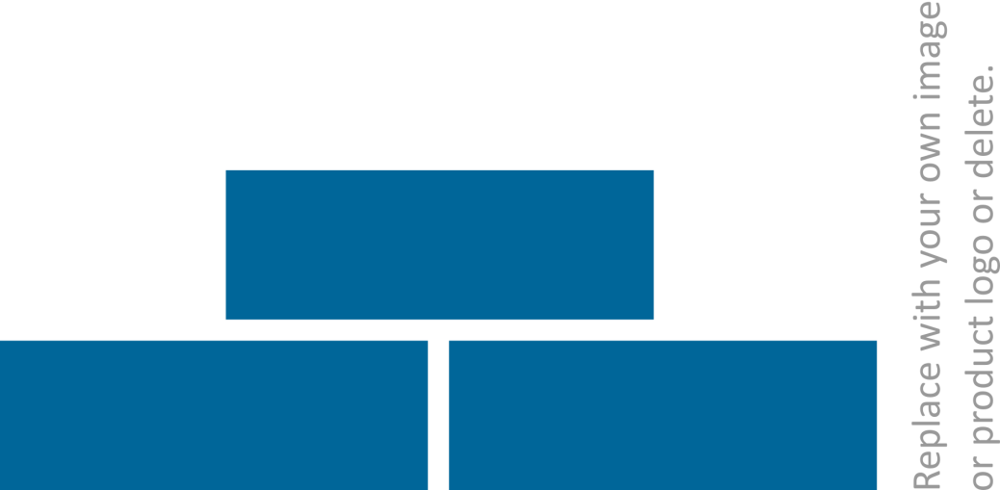 Replace with your own image
or product logo or delete.